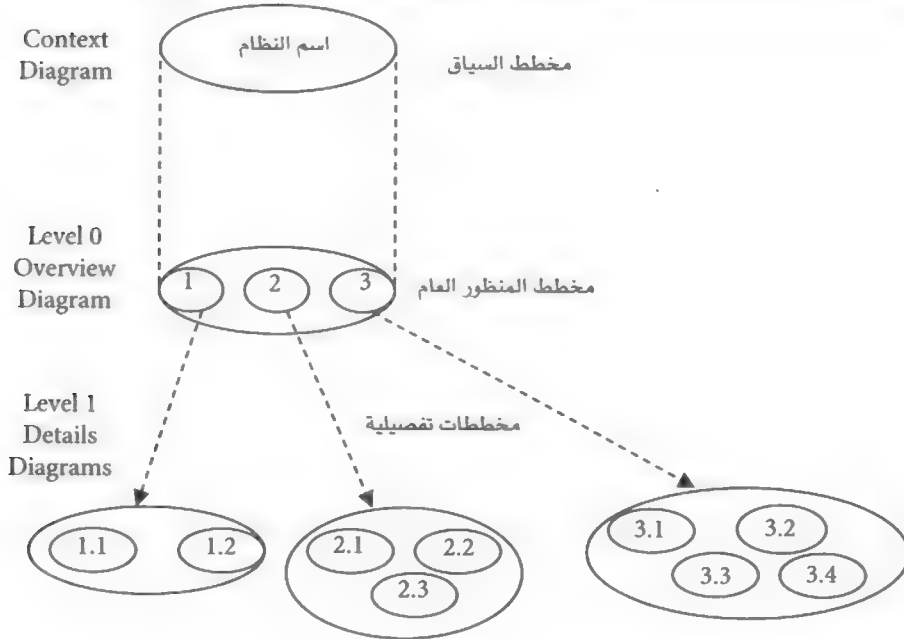 Context
Diagram
اسم النظام
مخطط السياق
Level 0
Overview
Diagram
1
2
3
مخطط المنظور العام
Level 1
Details
Diagrams
مخططات تفصيلية
1.1
1.2
2.1
2.2
2.3
3.1
3.2
3.3
3.4